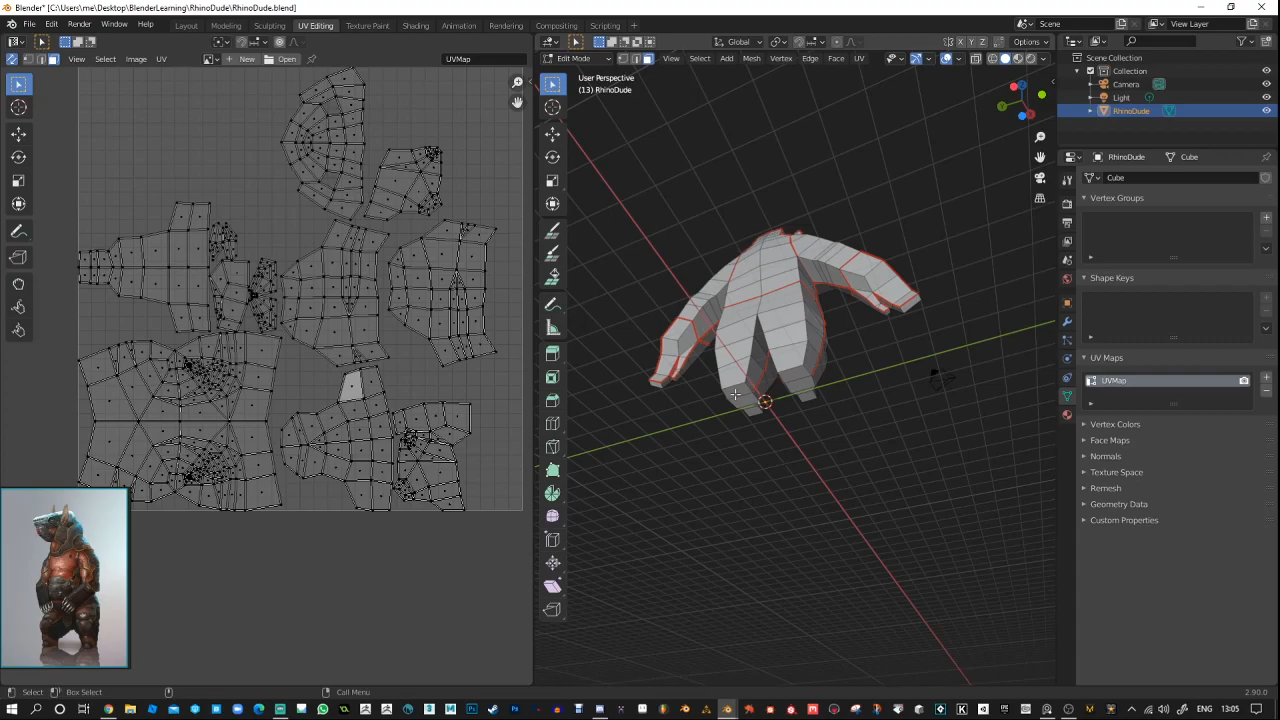 Blender* [C:\Users\me\Desktop\BlenderLearning\RhinoDude\RhinoDude.blend]
File Edit Render Window Help Layout Modeling Sculpting UV Editing Texture Paint Shading Animation Rendering Compositing Scripting + Scene View Layer
Global Options
View Select Image UV New Open UVMap
Edit Mode View Select Add Mesh Vertex Edge Face UV
X Y Z
User Perspective
(13) RhinoDude
Scene Collection
Collection
Camera
Light
RhinoDude
RhinoDude > Cube
Cube
Vertex Groups
Shape Keys
UV Maps
UVMap
Vertex Colors
Face Maps
Normals
Texture Space
Remesh
Geometry Data
Custom Properties
Select Box Select Call Menu 2.90.0
13:05